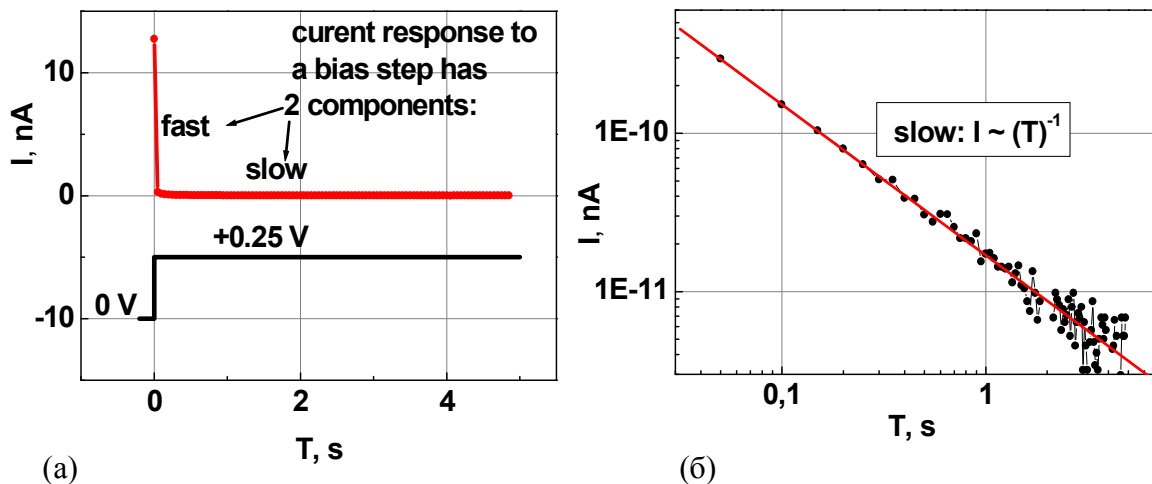 curent response to
a bias step has
2 components:
fast
slow
+0.25 V
0 V
10
0
-10
I, nA
0
2
4
T, s
(а)
slow: I ~ (T)⁻¹
1E-10
1E-11
I, nA
0,1
1
T, s
(б)